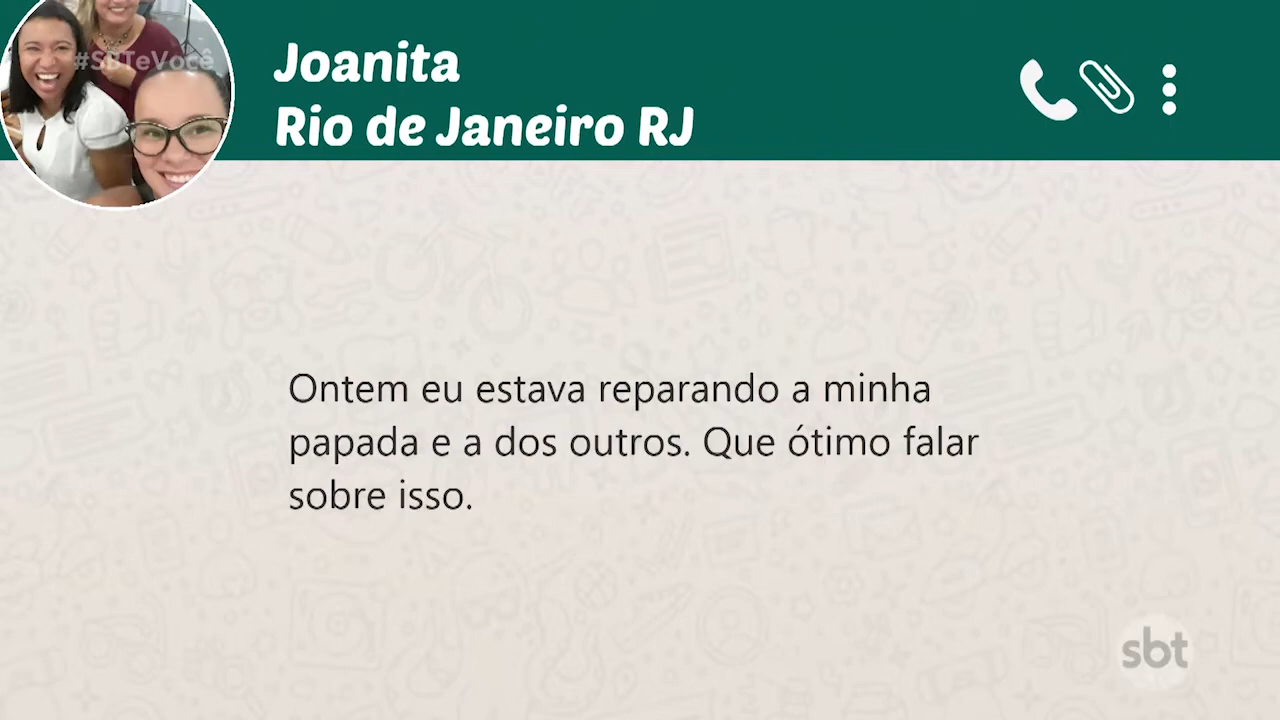 #SBTeVocê
Joanita
Rio de Janeiro RJ
Ontem eu estava reparando a minha
papada e a dos outros. Que ótimo falar
sobre isso.
sbt